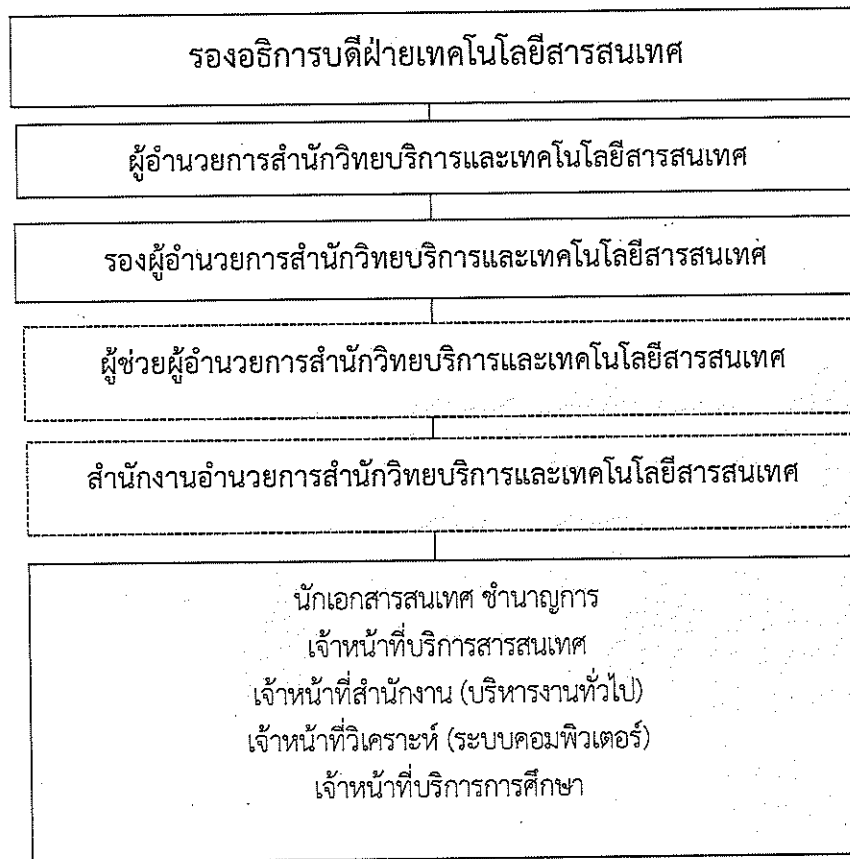 รองอธิการบดีฝ่ายเทคโนโลยีสารสนเทศ
ผู้อำนวยการสำนักวิทยบริการและเทคโนโลยีสารสนเทศ
รองผู้อำนวยการสำนักวิทยบริการและเทคโนโลยีสารสนเทศ
ผู้ช่วยผู้อำนวยการสำนักวิทยบริการและเทคโนโลยีสารสนเทศ
สำนักงานอำนวยการสำนักวิทยบริการและเทคโนโลยีสารสนเทศ
นักเอกสารสนเทศ ชำนาญการ
เจ้าหน้าที่บริการสารสนเทศ
เจ้าหน้าที่สำนักงาน (บริหารงานทั่วไป)
เจ้าหน้าที่วิเคราะห์ (ระบบคอมพิวเตอร์)
เจ้าหน้าที่บริการการศึกษา